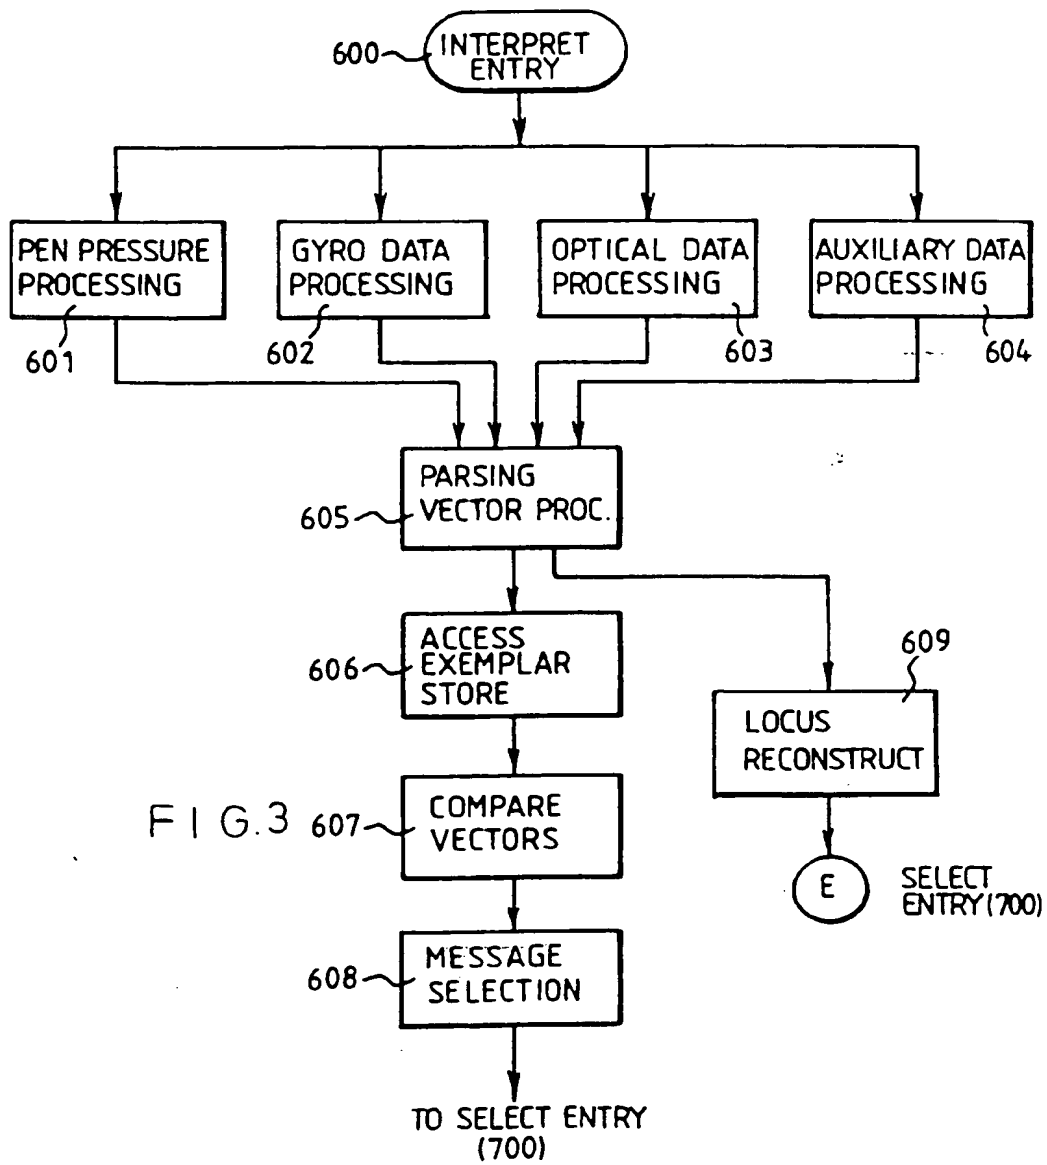 600
INTERPRET
ENTRY
PEN PRESSURE
PROCESSING
GYRO DATA
PROCESSING
OPTICAL DATA
PROCESSING
AUXILIARY DATA
PROCESSING
601
602
603
604
PARSING
VECTOR PROC.
605
ACCESS
EXEMPLAR
STORE
606
609
LOCUS
RECONSTRUCT
FIG.3
607
COMPARE
VECTORS
E
SELECT
ENTRY(700)
608
MESSAGE
SELECTION
TO SELECT ENTRY
(700)